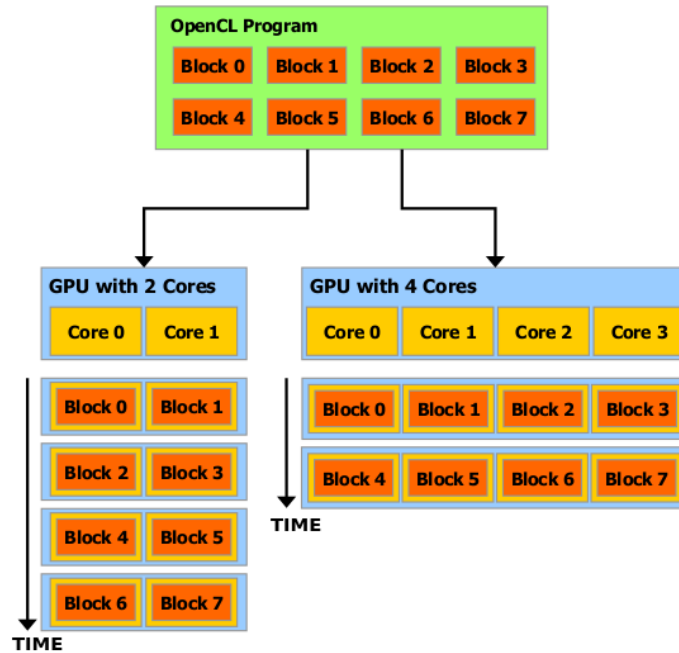 OpenCL Program
Block 0 Block 1 Block 2 Block 3
Block 4 Block 5 Block 6 Block 7
GPU with 2 Cores
Core 0 Core 1
Block 0 Block 1
Block 2 Block 3
Block 4 Block 5
Block 6 Block 7
TIME
GPU with 4 Cores
Core 0 Core 1 Core 2 Core 3
Block 0 Block 1 Block 2 Block 3
Block 4 Block 5 Block 6 Block 7
TIME